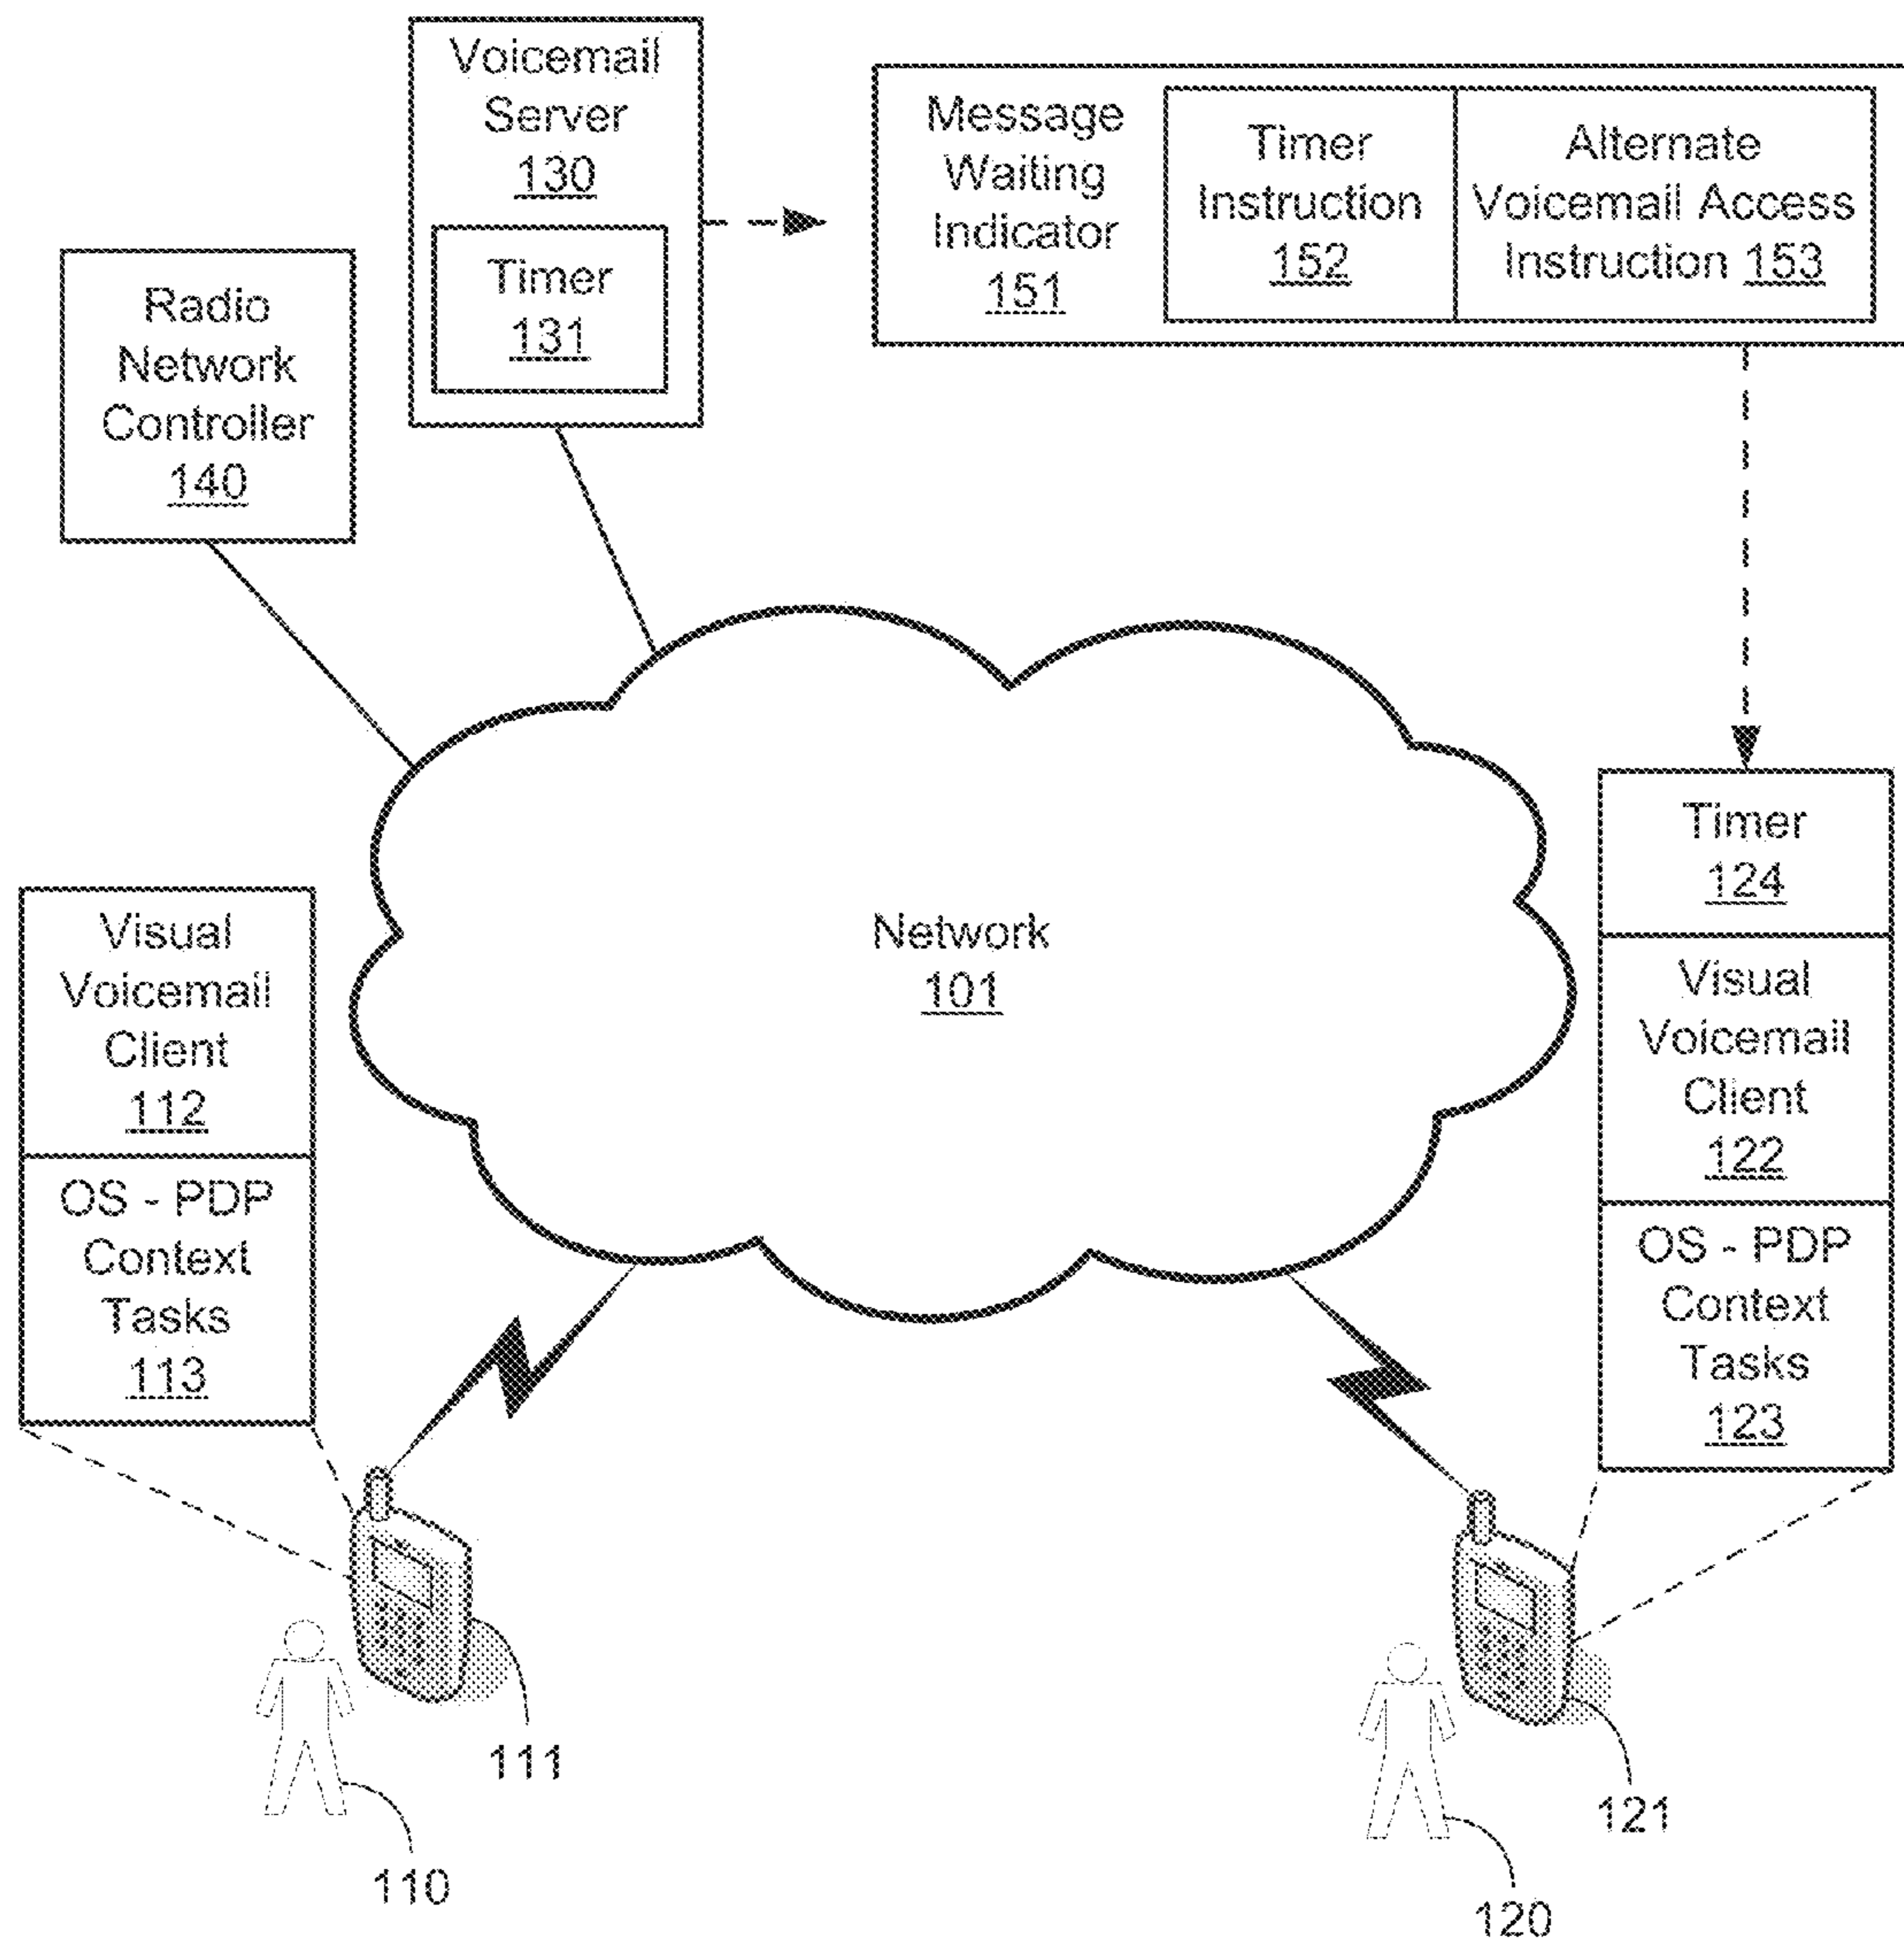 Voicemail
Server
130
Timer
131
Message
Waiting
Indicator
151
Timer
Instruction
152
Alternate
Voicemail Access
Instruction 153
Radio
Network
Controller
140
Network
101
Timer
124
Visual
Voicemail
Client
122
OS - PDP
Context
Tasks
123
Visual
Voicemail
Client
112
OS - PDP
Context
Tasks
113
111
110
121
120